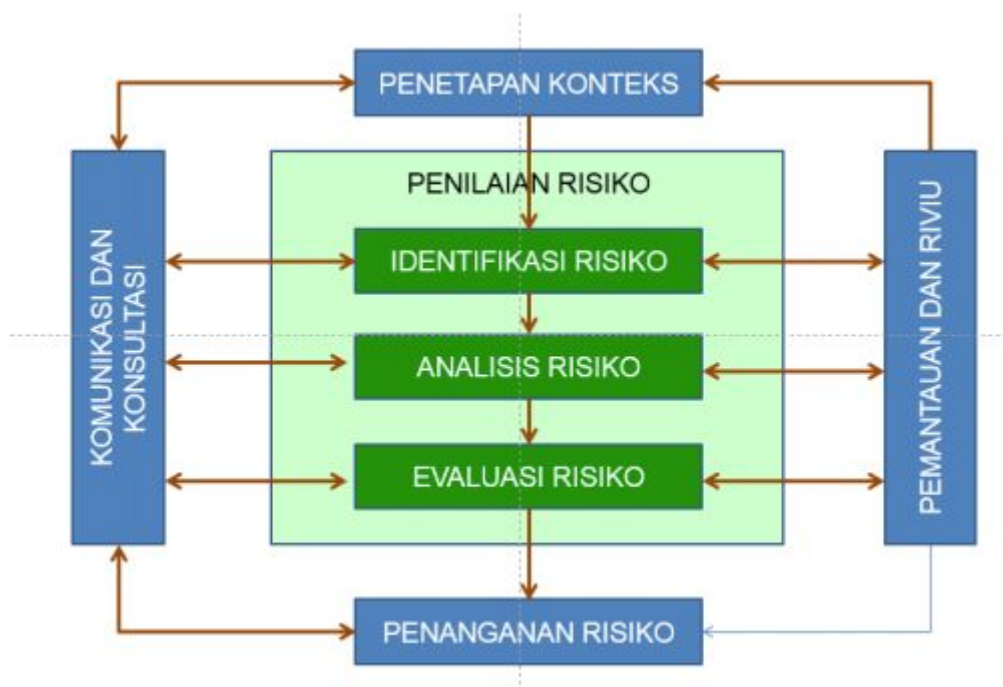 PENETAPAN KONTEKS
PENILAIAN RISIKO
IDENTIFIKASI RISIKO
ANALISIS RISIKO
EVALUASI RISIKO
PENANGANAN RISIKO
KOMUNIKASI DAN
KONSULTASI
PEMANTAUAN DAN RIVIU